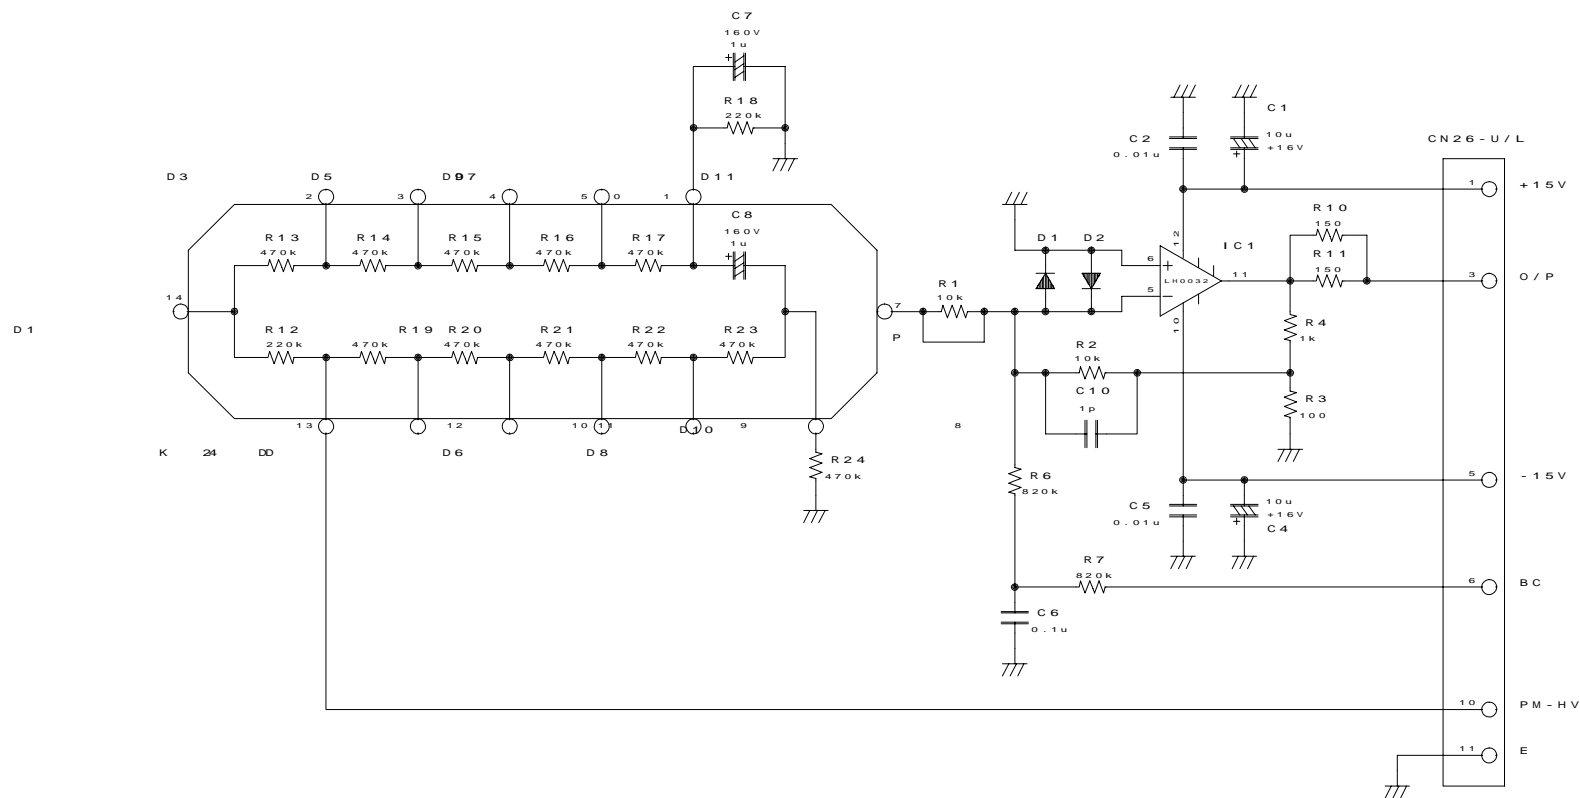 C7
160V
1u
+
R18
220k
C1
10u
+16V
+
C2
0.01u
CN26-U/L
D3
D5
D11
2
3
4
5 0
1
1 +15V
C8
160V
1u
+
R10
150
R13
470k
R14
470k
R15
470k
R16
470k
R17
470k
D1
D2
12
IC1
6 +
LH0032
5 −
10
11
R11
150
3 O/P
14
D1
R1
10k
7
P
R12
220k
R19
470k
R20
470k
R21
470k
R22
470k
R23
470k
R4
1k
R2
10k
C10
1p
R3
100
13
12
10 11
D10
9
8
K
D6
D8
R24
470k
R6
820k
5 -15V
C5
0.01u
10u
+16V
+
C4
R7
820k
6 BC
C6
0.1u
10 PM-HV
11 E